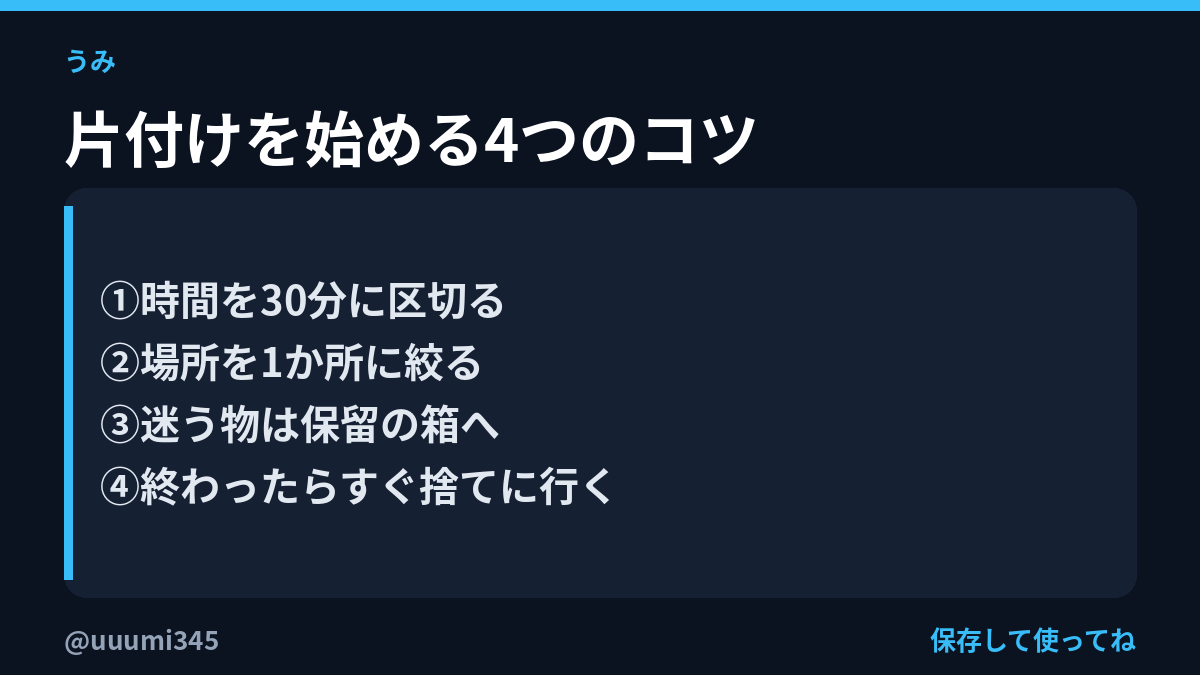 うみ
片付けを始める4つのコツ
①時間を30分に区切る
②場所を1か所に絞る
③迷う物は保留の箱へ
④終わったらすぐ捨てに行く
@uuumi345
保存して使ってね